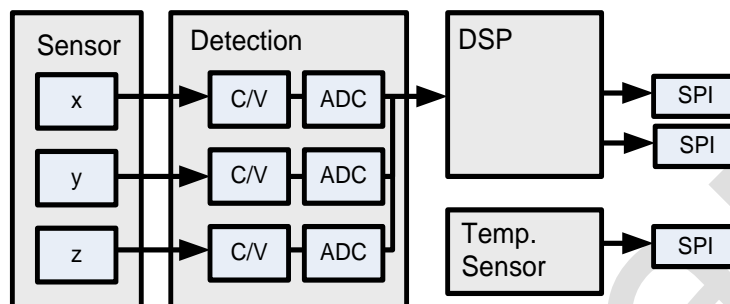 Sensor
Detection
DSP
x
C/V
ADC
SPI
SPI
y
C/V
ADC
z
C/V
ADC
Temp.
Sensor
SPI